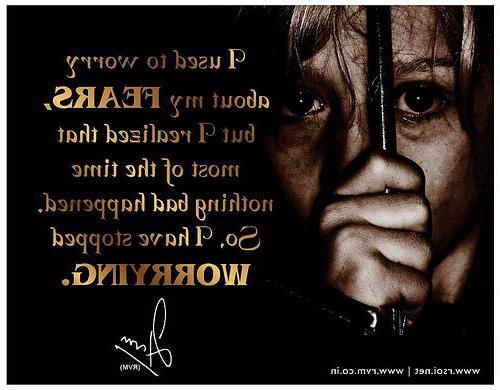 I used to worry
about my FEARS,
but I realized that
most of the time
nothing bad happened.
So, I have stopped
WORRYING.
(RVM)
www.rsoi.net | www.rvm.co.in